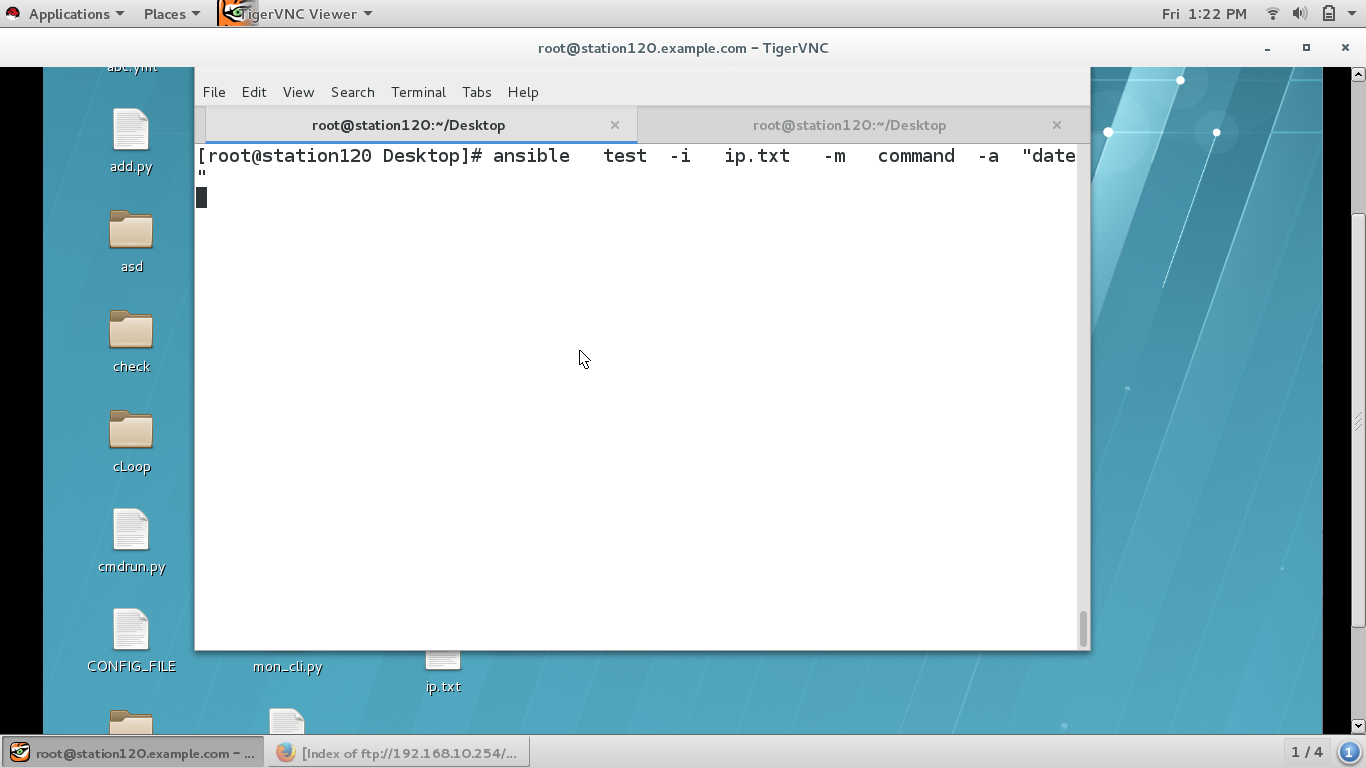 Applications Places TigerVNC Viewer Fri 1:22 PM
root@station120.example.com – TigerVNC
abc.yml
File Edit View Search Terminal Tabs Help
root@station120:~/Desktop root@station120:~/Desktop
[root@station120 Desktop]# ansible   test  -i   ip.txt   -m   command  -a  "date
"
add.py
asd
check
cLoop
cmdrun.py
CONFIG_FILE mon_cli.py
ip.txt
root@station120.example.com – ... [Index of ftp://192.168.10.254/... 1 / 4 1